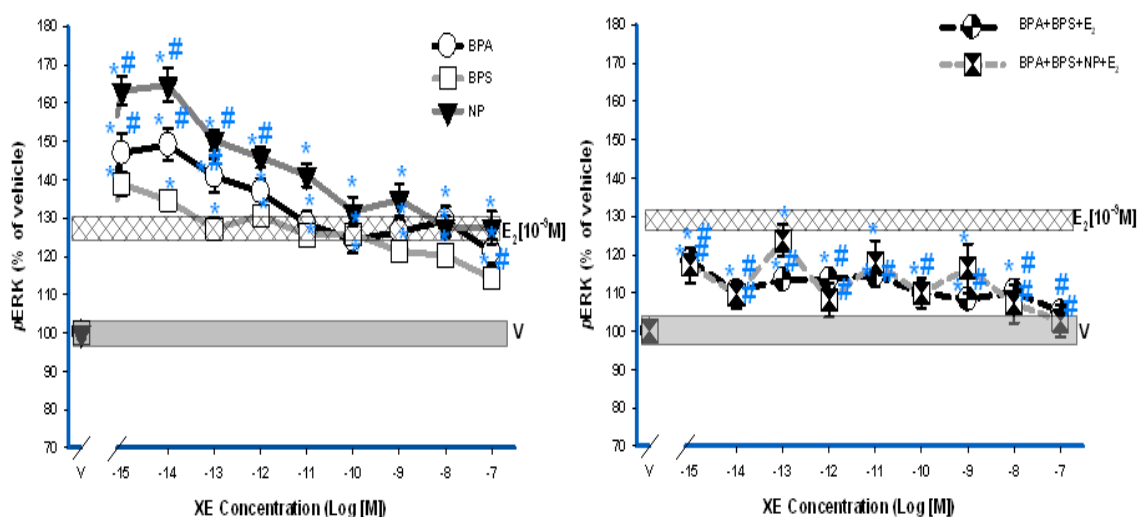 180
170
160
150
140
130
120
110
100
90
80
70
pERK (% of vehicle)
BPA
BPS
NP
* # * # * # * # * * * * *
* # * # * # * * * * * *
* * * * * * * * * #
E₂[10⁻⁹M]
V
V -15 -14 -13 -12 -11 -10 -9 -8 -7
XE Concentration (Log [M])
180
170
160
150
140
130
120
110
100
90
80
70
pERK (% of vehicle)
BPA+BPS+E₂
BPA+BPS+NP+E₂
E₂[10⁻⁹M]
V
V -15 -14 -13 -12 -11 -10 -9 -8 -7
XE Concentration (Log [M])